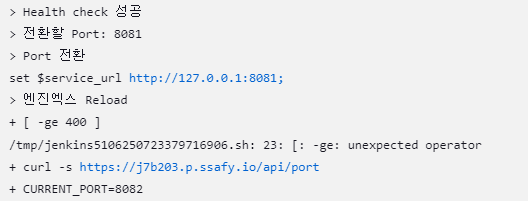 > Health check 성공
> 전환할 Port: 8081
> Port 전환
set $service_url http://127.0.0.1:8081;
> 엔진엑스 Reload
+ [ -ge 400 ]
/tmp/jenkins5106250723379716906.sh: 23: [: -ge: unexpected operator
+ curl -s https://j7b203.p.ssafy.io/api/port
+ CURRENT_PORT=8082